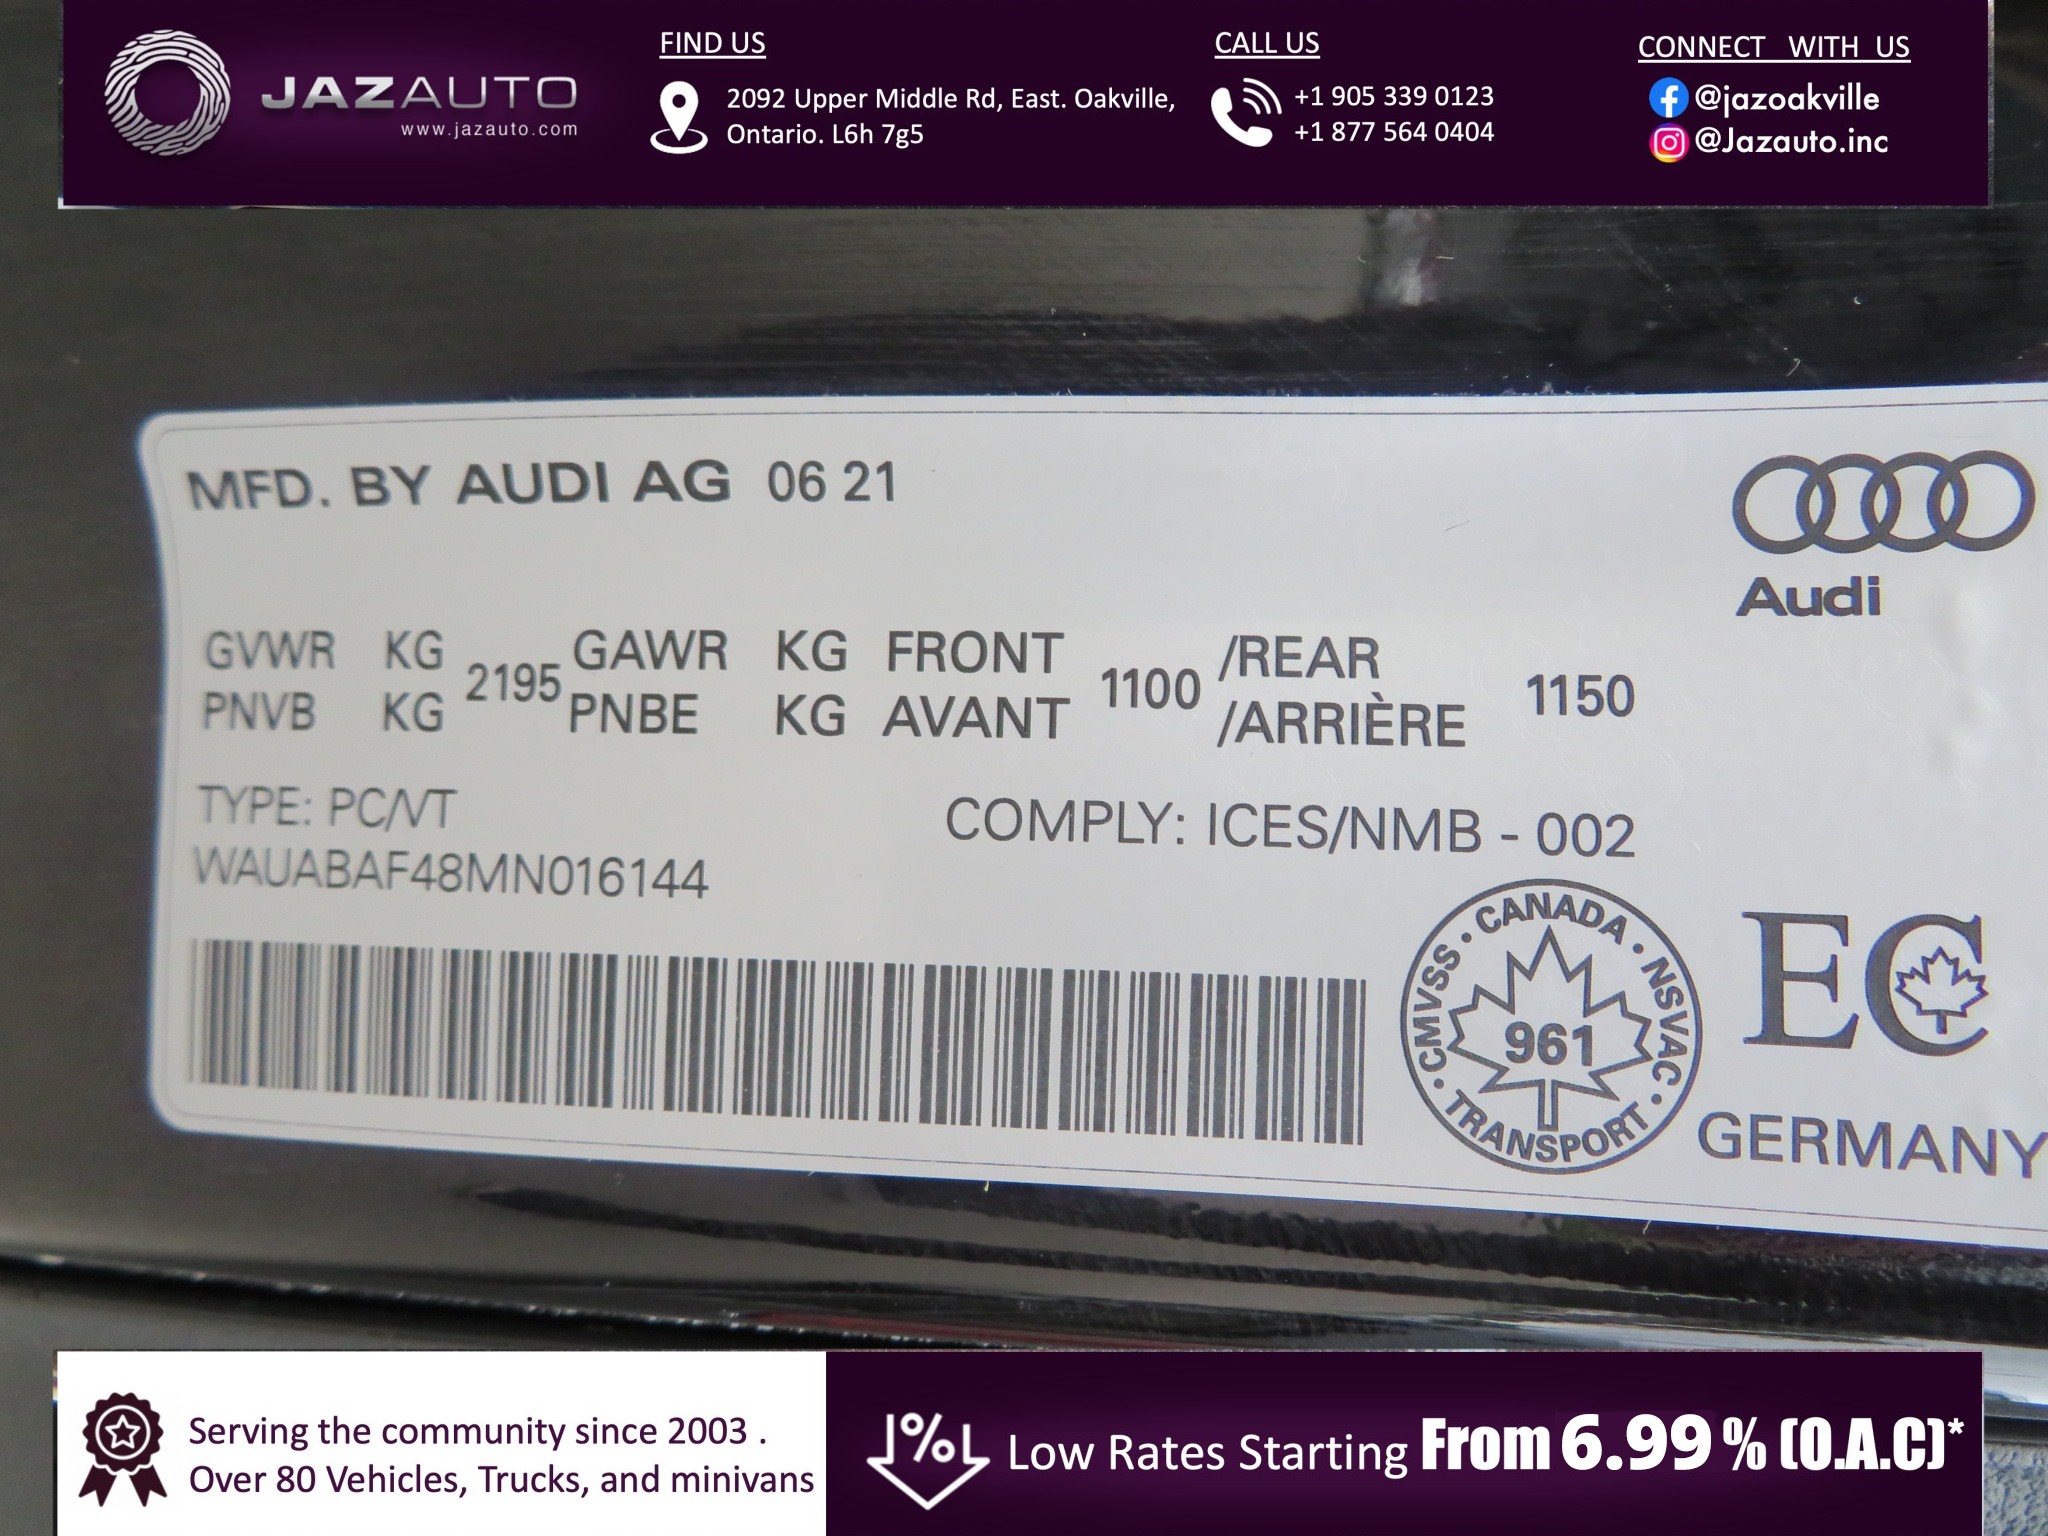 JAZAUTO
www.jazauto.com
FIND US
2092 Upper Middle Rd, East. Oakville,
Ontario. L6h 7g5
CALL US
+1 905 339 0123
+1 877 564 0404
CONNECT WITH US
@jazoakville
@Jazauto.inc
MFD. BY AUDI AG 06 21
Audi
GVWR KG 2195 GAWR KG FRONT 1100 /REAR 1150
PNVB KG PNBE KG AVANT /ARRIÈRE
TYPE: PC/VT
COMPLY: ICES/NMB - 002
WAUABAF48MN016144
CMVSS • CANADA • NSVAC • TRANSPORT •
961
EC
GERMANY
Serving the community since 2003 .
Over 80 Vehicles, Trucks, and minivans
% Low Rates Starting From 6.99 % (O.A.C)*